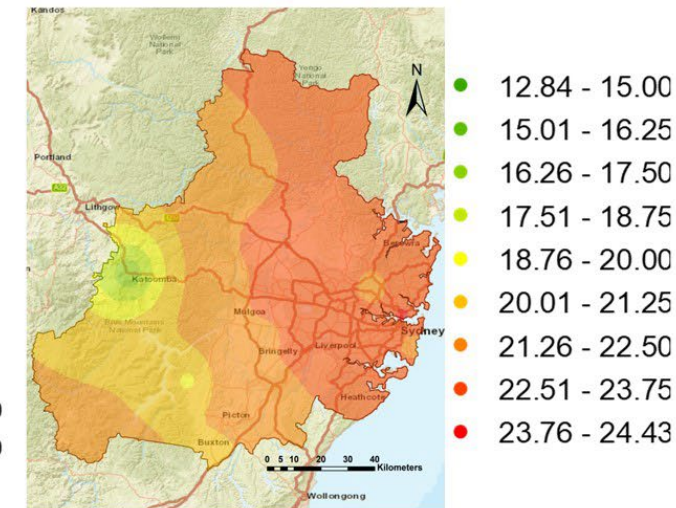 Kandos
Wollemi
National
Park
Yengo
National
Park
N
Portland
A32
Lithgow
Berowra
Katoomba
Blue Mountains
National Park
Mulgoa
Sydney
Bringelly
Liverpool
Heathcote
Picton
Buxton
0 5 10 20 30 40
Kilometers
Wollongong
12.84 - 15.00
15.01 - 16.25
16.26 - 17.50
17.51 - 18.75
18.76 - 20.00
20.01 - 21.25
21.26 - 22.50
22.51 - 23.75
23.76 - 24.43